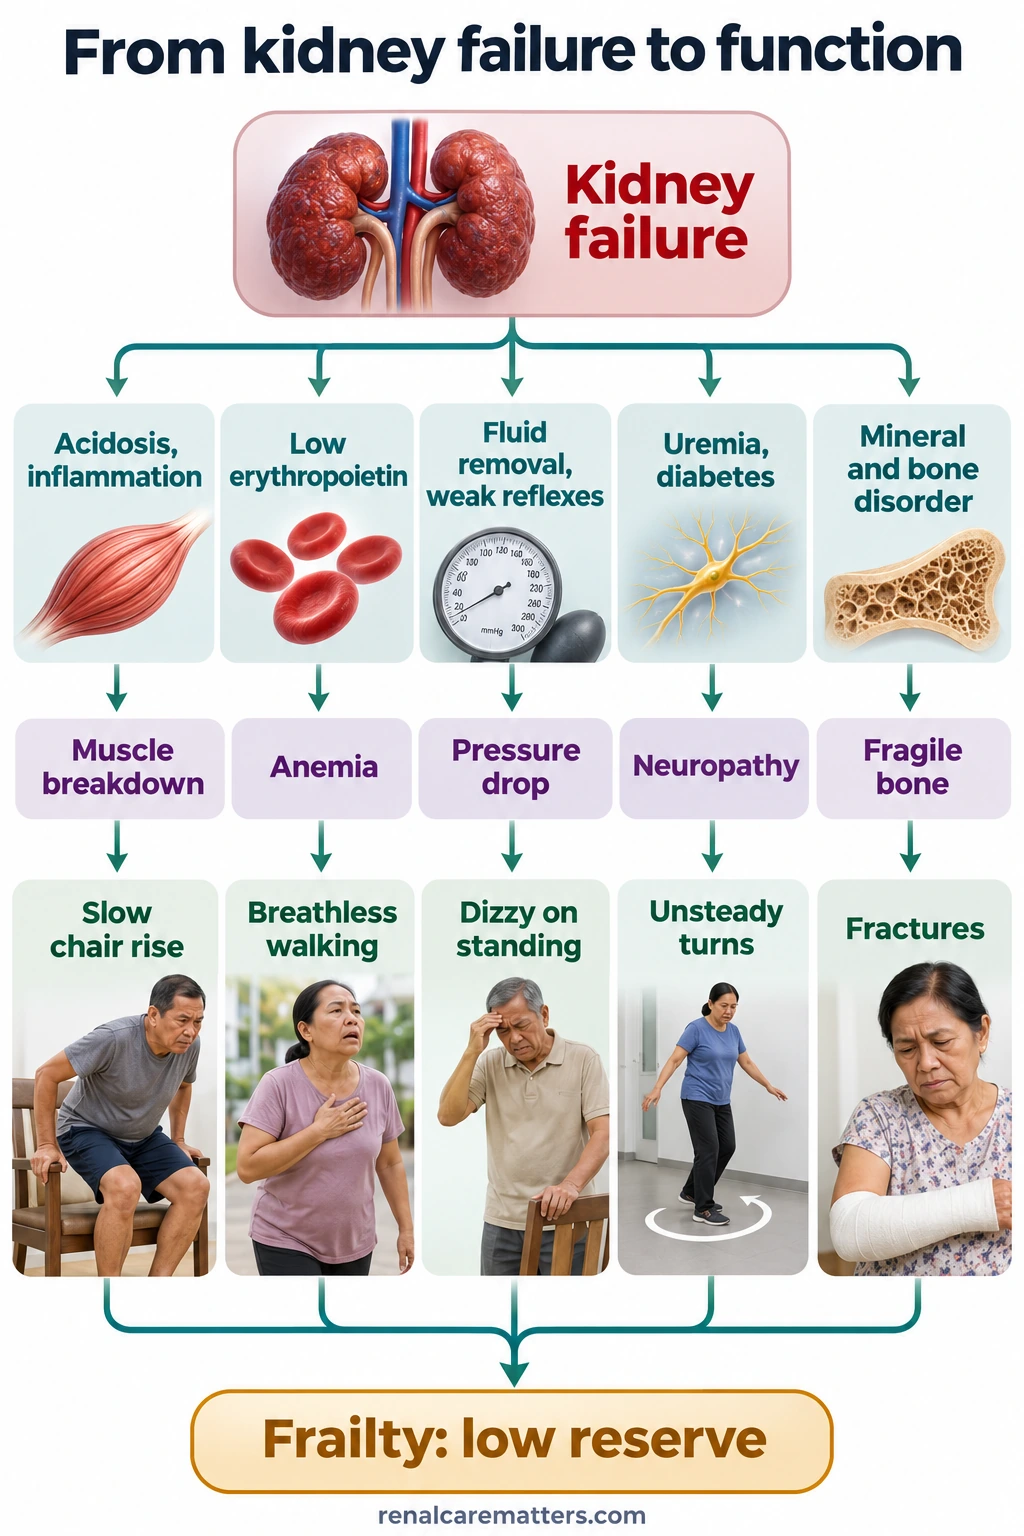 From kidney failure to function
Kidney
failure
Acidosis,
inflammation
Low
erythropoietin
Fluid
removal,
weak reflexes
Uremia,
diabetes
Mineral
and bone
disorder
mmHg
Muscle
breakdown
Anemia
Pressure
drop
Neuropathy
Fragile
bone
Slow
chair rise
Breathless
walking
Dizzy on
standing
Unsteady
turns
Fractures
Frailty: low reserve
renalcarematters.com